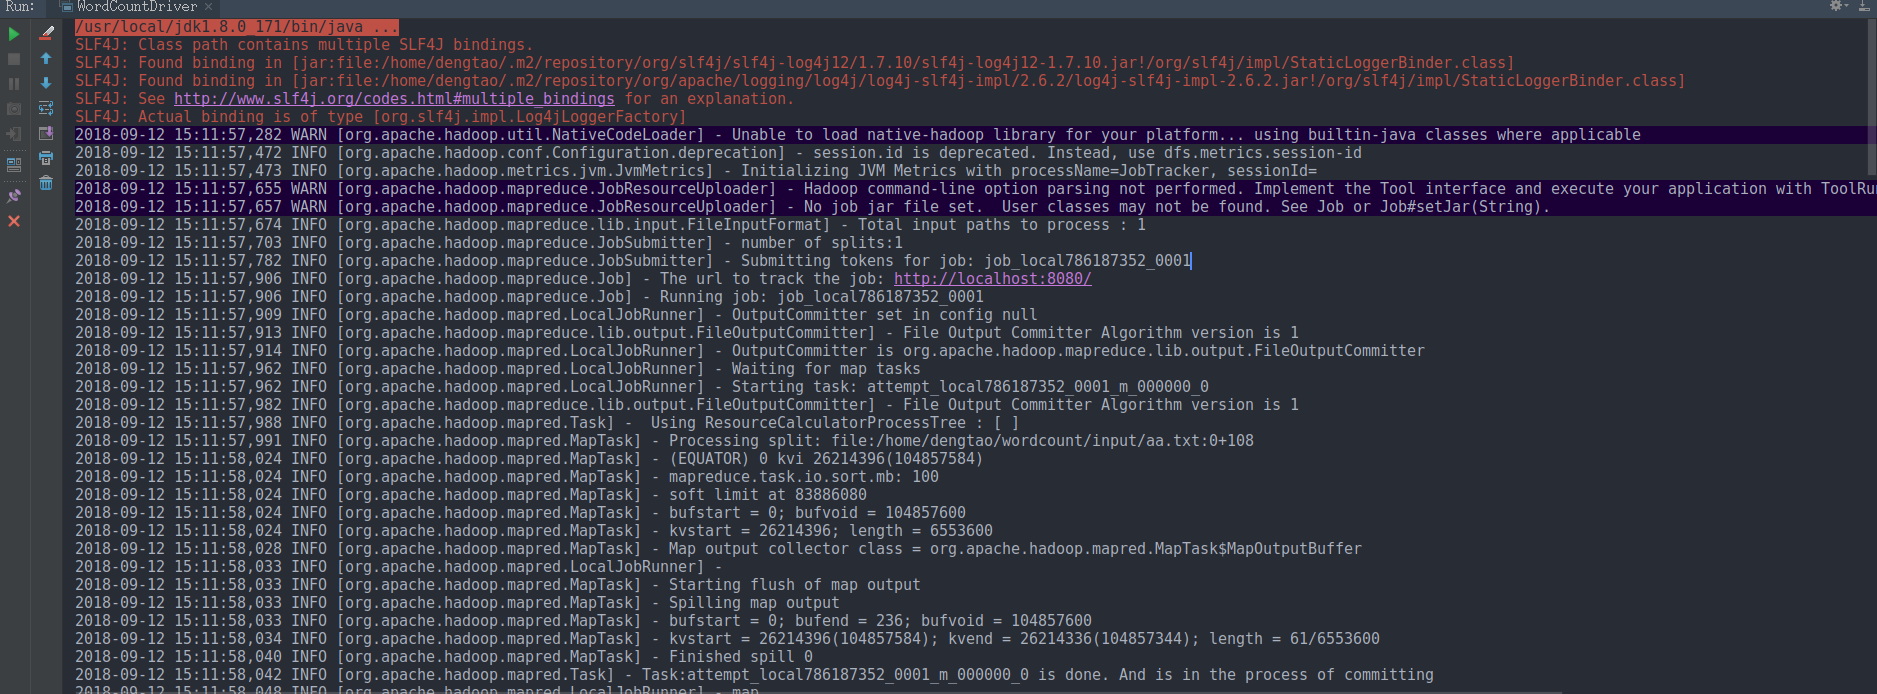 Run: WordCountDriver
/usr/local/jdk1.8.0_171/bin/java ...
SLF4J: Class path contains multiple SLF4J bindings.
SLF4J: Found binding in [jar:file:/home/dengtao/.m2/repository/org/slf4j/slf4j-log4j12/1.7.10/slf4j-log4j12-1.7.10.jar!/org/slf4j/impl/StaticLoggerBinder.class]
SLF4J: Found binding in [jar:file:/home/dengtao/.m2/repository/org/apache/logging/log4j/log4j-slf4j-impl/2.6.2/log4j-slf4j-impl-2.6.2.jar!/org/slf4j/impl/StaticLoggerBinder.class]
SLF4J: See http://www.slf4j.org/codes.html#multiple_bindings for an explanation.
SLF4J: Actual binding is of type [org.slf4j.impl.Log4jLoggerFactory]
2018-09-12 15:11:57,282 WARN [org.apache.hadoop.util.NativeCodeLoader] - Unable to load native-hadoop library for your platform... using builtin-java classes where applicable
2018-09-12 15:11:57,472 INFO [org.apache.hadoop.conf.Configuration.deprecation] - session.id is deprecated. Instead, use dfs.metrics.session-id
2018-09-12 15:11:57,473 INFO [org.apache.hadoop.metrics.jvm.JvmMetrics] - Initializing JVM Metrics with processName=JobTracker, sessionId=
2018-09-12 15:11:57,655 WARN [org.apache.hadoop.mapreduce.JobResourceUploader] - Hadoop command-line option parsing not performed. Implement the Tool interface and execute your application with ToolRu
2018-09-12 15:11:57,657 WARN [org.apache.hadoop.mapreduce.JobResourceUploader] - No job jar file set.  User classes may not be found. See Job or Job#setJar(String).
2018-09-12 15:11:57,674 INFO [org.apache.hadoop.mapreduce.lib.input.FileInputFormat] - Total input paths to process : 1
2018-09-12 15:11:57,703 INFO [org.apache.hadoop.mapreduce.JobSubmitter] - number of splits:1
2018-09-12 15:11:57,782 INFO [org.apache.hadoop.mapreduce.JobSubmitter] - Submitting tokens for job: job_local786187352_0001
2018-09-12 15:11:57,906 INFO [org.apache.hadoop.mapreduce.Job] - The url to track the job: http://localhost:8080/
2018-09-12 15:11:57,906 INFO [org.apache.hadoop.mapreduce.Job] - Running job: job_local786187352_0001
2018-09-12 15:11:57,909 INFO [org.apache.hadoop.mapred.LocalJobRunner] - OutputCommitter set in config null
2018-09-12 15:11:57,913 INFO [org.apache.hadoop.mapreduce.lib.output.FileOutputCommitter] - File Output Committer Algorithm version is 1
2018-09-12 15:11:57,914 INFO [org.apache.hadoop.mapred.LocalJobRunner] - OutputCommitter is org.apache.hadoop.mapreduce.lib.output.FileOutputCommitter
2018-09-12 15:11:57,962 INFO [org.apache.hadoop.mapred.LocalJobRunner] - Waiting for map tasks
2018-09-12 15:11:57,962 INFO [org.apache.hadoop.mapred.LocalJobRunner] - Starting task: attempt_local786187352_0001_m_000000_0
2018-09-12 15:11:57,982 INFO [org.apache.hadoop.mapreduce.lib.output.FileOutputCommitter] - File Output Committer Algorithm version is 1
2018-09-12 15:11:57,988 INFO [org.apache.hadoop.mapred.Task] -  Using ResourceCalculatorProcessTree : [ ]
2018-09-12 15:11:57,991 INFO [org.apache.hadoop.mapred.MapTask] - Processing split: file:/home/dengtao/wordcount/input/aa.txt:0+108
2018-09-12 15:11:58,024 INFO [org.apache.hadoop.mapred.MapTask] - (EQUATOR) 0 kvi 26214396(104857584)
2018-09-12 15:11:58,024 INFO [org.apache.hadoop.mapred.MapTask] - mapreduce.task.io.sort.mb: 100
2018-09-12 15:11:58,024 INFO [org.apache.hadoop.mapred.MapTask] - soft limit at 83886080
2018-09-12 15:11:58,024 INFO [org.apache.hadoop.mapred.MapTask] - bufstart = 0; bufvoid = 104857600
2018-09-12 15:11:58,024 INFO [org.apache.hadoop.mapred.MapTask] - kvstart = 26214396; length = 6553600
2018-09-12 15:11:58,028 INFO [org.apache.hadoop.mapred.MapTask] - Map output collector class = org.apache.hadoop.mapred.MapTask$MapOutputBuffer
2018-09-12 15:11:58,033 INFO [org.apache.hadoop.mapred.LocalJobRunner] -
2018-09-12 15:11:58,033 INFO [org.apache.hadoop.mapred.MapTask] - Starting flush of map output
2018-09-12 15:11:58,033 INFO [org.apache.hadoop.mapred.MapTask] - Spilling map output
2018-09-12 15:11:58,033 INFO [org.apache.hadoop.mapred.MapTask] - bufstart = 0; bufend = 236; bufvoid = 104857600
2018-09-12 15:11:58,034 INFO [org.apache.hadoop.mapred.MapTask] - kvstart = 26214396(104857584); kvend = 26214336(104857344); length = 61/6553600
2018-09-12 15:11:58,040 INFO [org.apache.hadoop.mapred.MapTask] - Finished spill 0
2018-09-12 15:11:58,042 INFO [org.apache.hadoop.mapred.Task] - Task:attempt_local786187352_0001_m_000000_0 is done. And is in the process of committing
2018-09-12 15:11:58,048 INFO [org.apache.hadoop.mapred.LocalJobRunner] - map